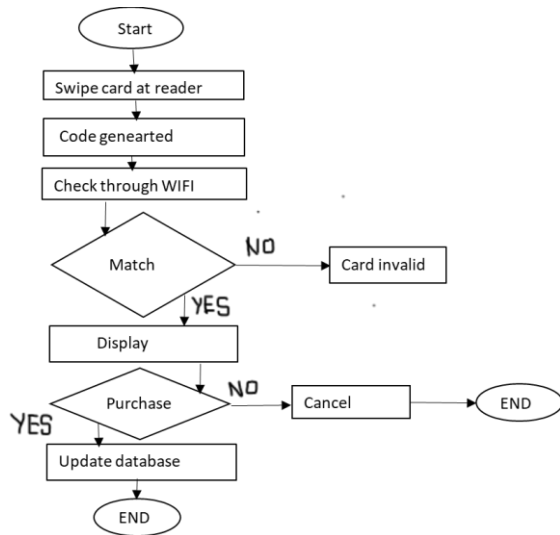 Start
Swipe card at reader
Code genearted
Check through WIFI
Match
NO
Card invalid
YES
Display
Purchase
NO
Cancel
END
YES
Update database
END